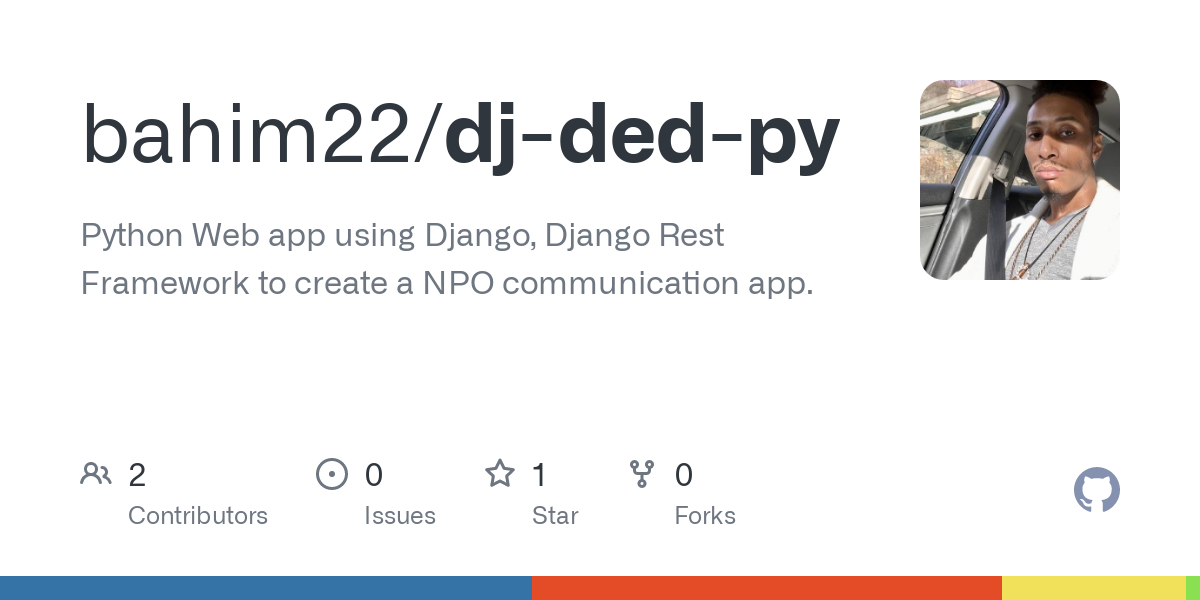 bahim22/dj-ded-py
Python Web app using Django, Django Rest
Framework to create a NPO communication app.
2
Contributors
0
Issues
1
Star
0
Forks